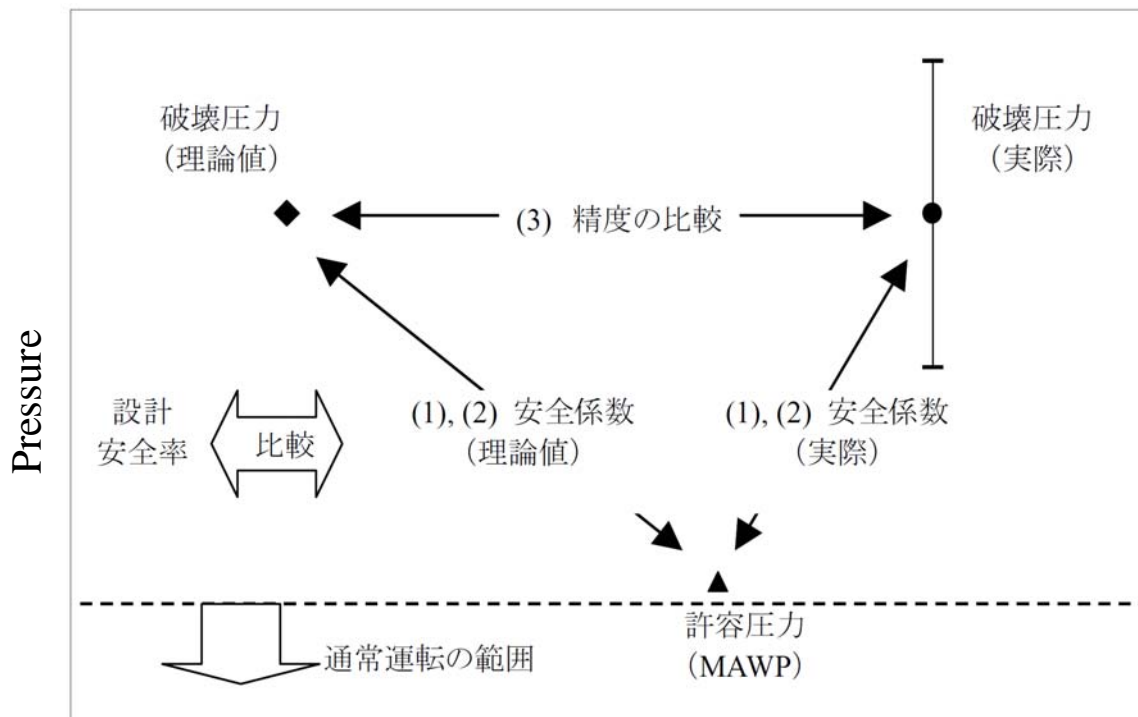 Pressure
破壊圧力
（理論値）
破壊圧力
（実際）
(3) 精度の比較
設計
安全率
比較
(1), (2) 安全係数
（理論値）
(1), (2) 安全係数
（実際）
許容圧力
（MAWP）
通常運転の範囲